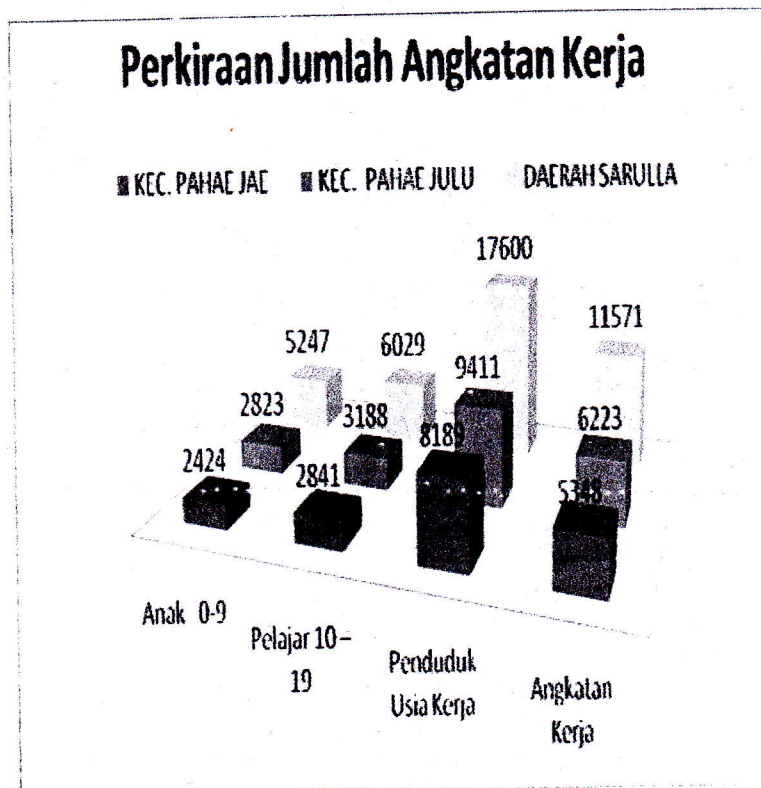 Perkiraan Jumlah Angkatan Kerja
KEC. PAHAE JAE KEC. PAHAE JULU DAERAH SARULLA
17600
11571
5247 6029
9411
2823 3188 6223
8189
2424 2841 5348
Anak 0-9
Pelajar 10 –
19
Penduduk
Usia Kerja
Angkatan
Kerja